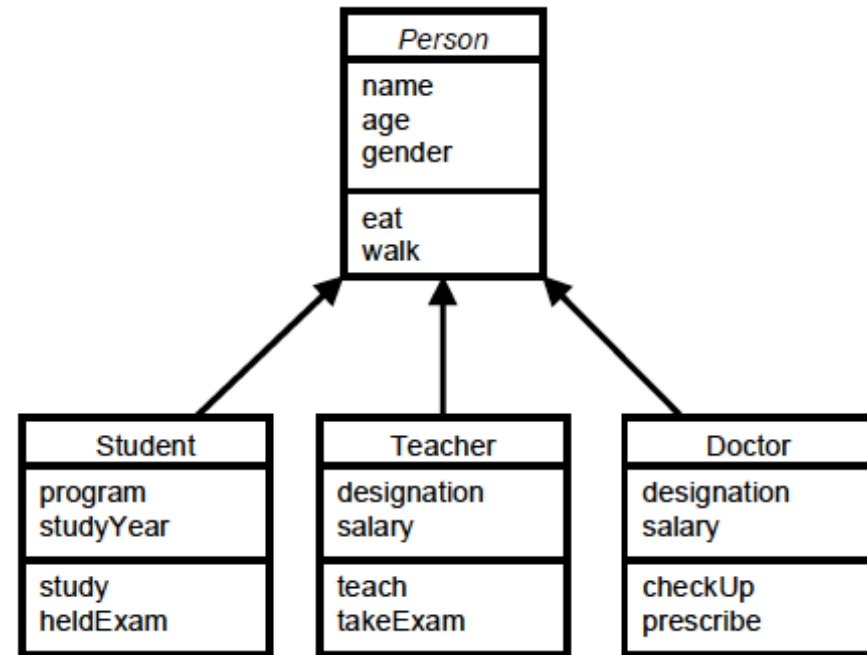 Person
name
age
gender
eat
walk
Student
program
studyYear
study
heldExam
Teacher
designation
salary
teach
takeExam
Doctor
designation
salary
checkUp
prescribe